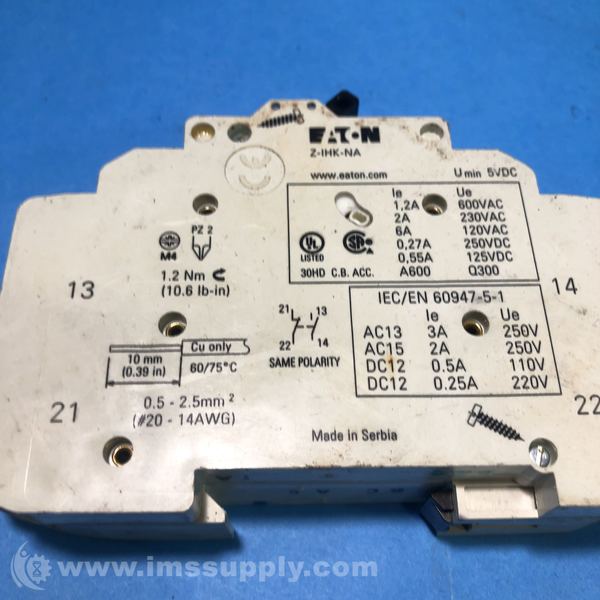 EATON
Z-IHK-NA
www.eaton.com
U min 5VDC
Ie Ue
1,2A 600VAC
2A 230VAC
6A 120VAC
0,27A 250VDC
0,55A 125VDC
A600 Q300
UL
LISTED
30HD C.B. ACC.
M4
PZ 2
1.2 Nm
(10.6 lb-in)
13
14
21 13
22 14
SAME POLARITY
IEC/EN 60947-5-1
Ie Ue
AC13 3A 250V
AC15 2A 250V
DC12 0.5A 110V
DC12 0.25A 220V
Cu only
10 mm
(0.39 in)
60/75°C
0.5 - 2.5mm²
(#20 - 14AWG)
21
22
Made in Serbia
www.imssupply.com